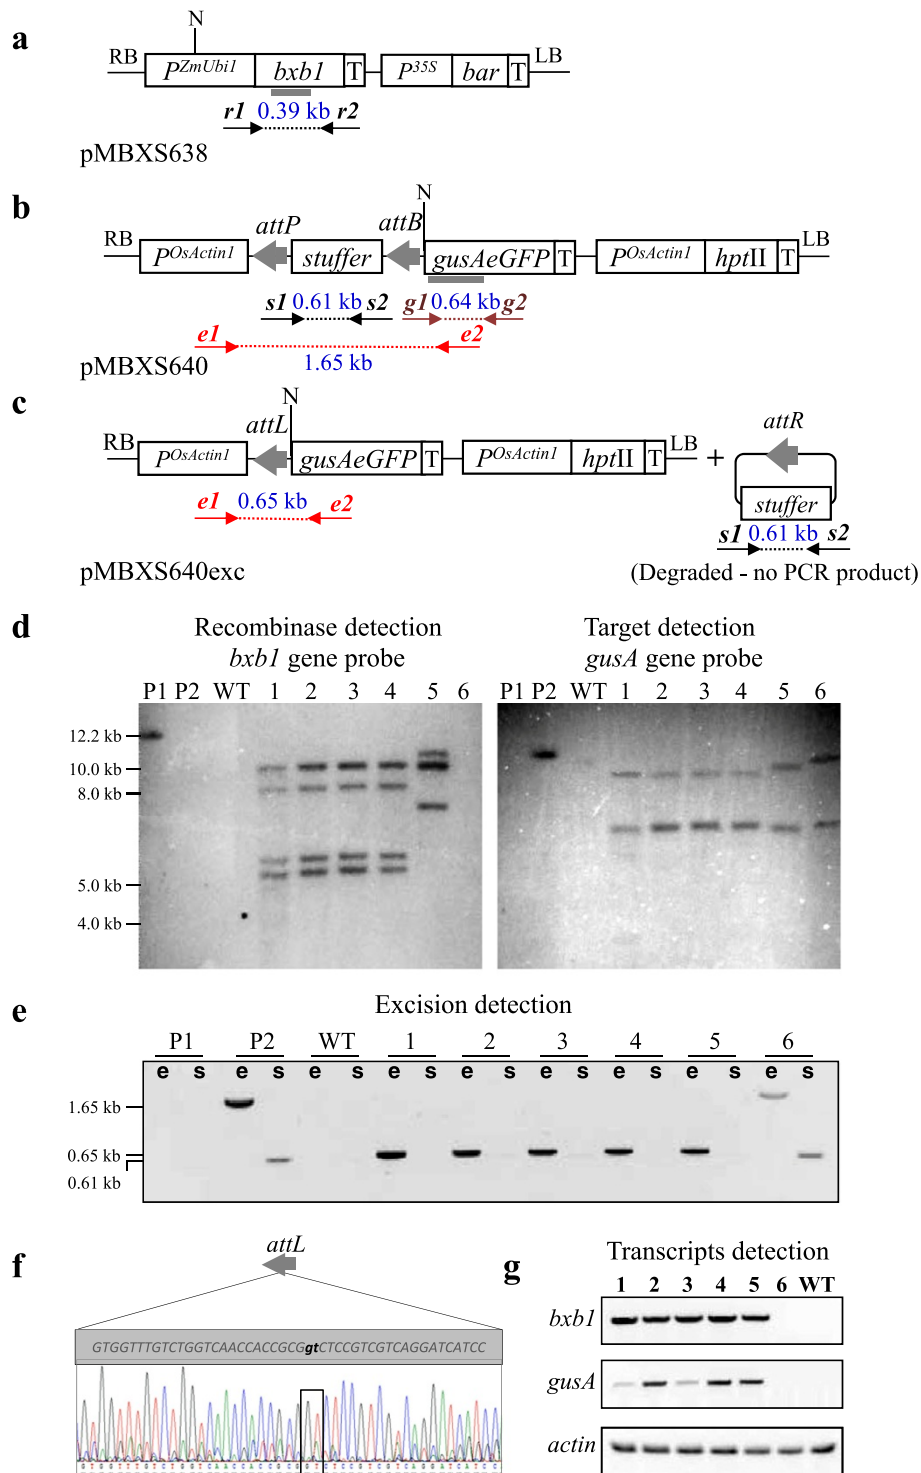 a
N
RB P^ZmUbi1 bxb1 T P^35S bar T LB
r1 0.39 kb r2
pMBXS638
b
N
attP attB
RB P^OsActin1 stuffer gusAeGFP T P^OsActin1 hptII T LB
s1 0.61 kb s2 g1 0.64 kb g2
e1 e2
1.65 kb
pMBXS640
c
N
attL attR
RB P^OsActin1 gusAeGFP T P^OsActin1 hptII T LB +
stuffer
e1 0.65 kb e2
s1 0.61 kb s2
pMBXS640exc
(Degraded - no PCR product)
d
Recombinase detection Target detection
bxb1 gene probe gusA gene probe
P1 P2 WT 1 2 3 4 5 6 P1 P2 WT 1 2 3 4 5 6
12.2 kb
10.0 kb
8.0 kb
5.0 kb
4.0 kb
e
Excision detection
P1 P2 WT 1 2 3 4 5 6
e s e s e s e s e s e s e s e s e s
1.65 kb
0.65 kb
0.61 kb
f
attL
GTGGTTTGTCTGGTCAACCACCGCGgtCTCCGTCGTCAGGATCATCC
g
Transcripts detection
1 2 3 4 5 6 WT
bxb1
gusA
actin